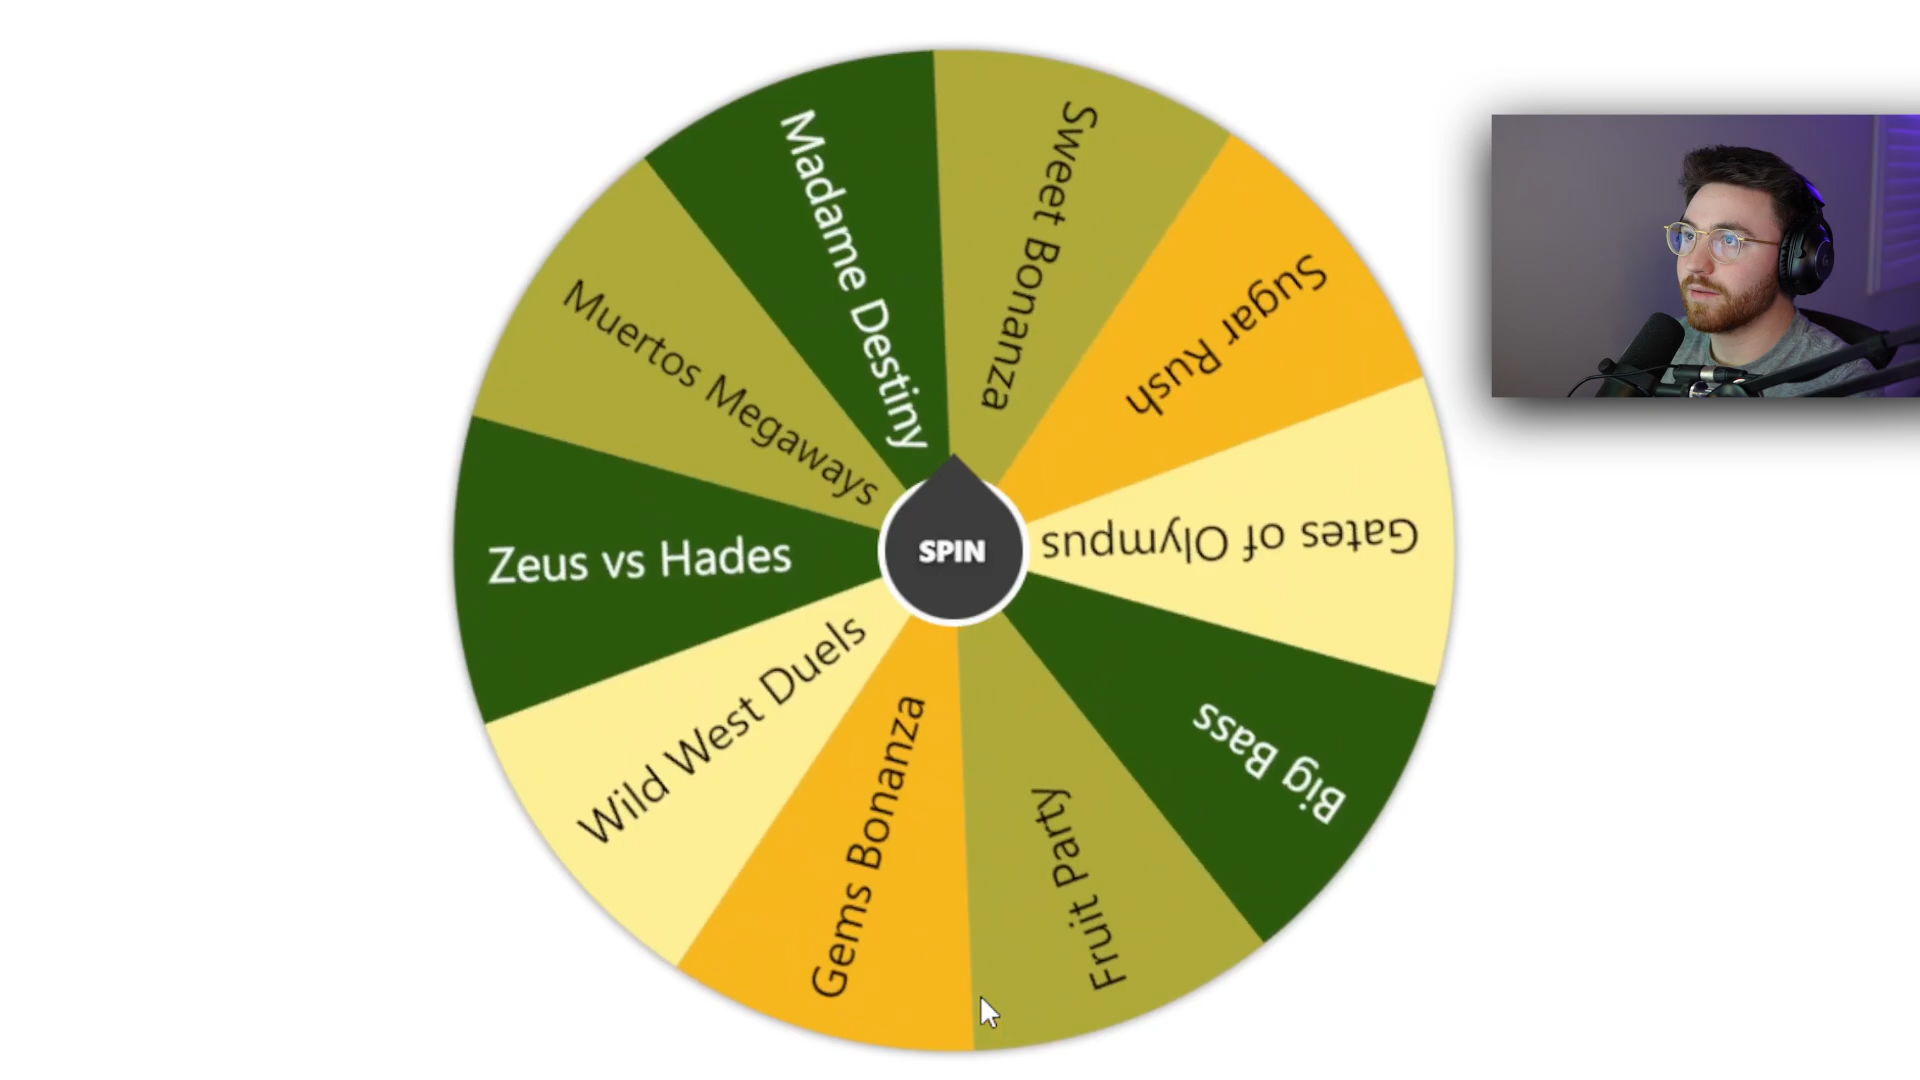 Madame Destiny
Sweet Bonanza
Sugar Rush
Gates of Olympus
Big Bass
Fruit Party
Gems Bonanza
Wild West Duels
Zeus vs Hades
Muertos Megaways
SPIN